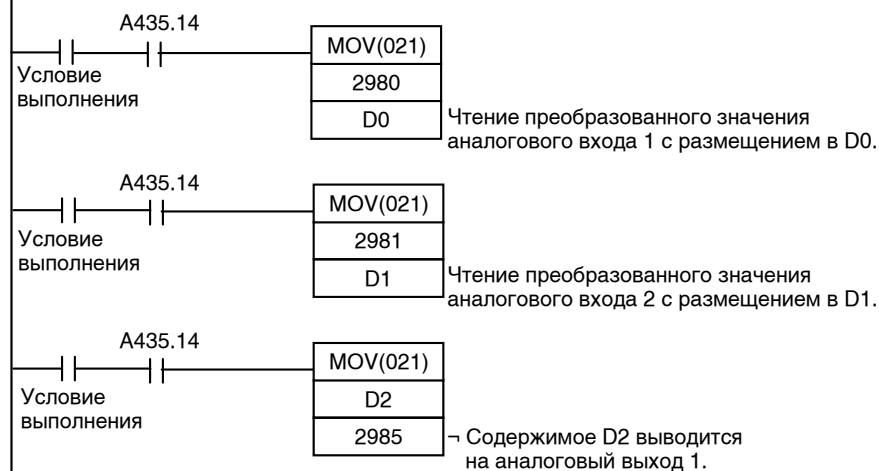 A435.14
MOV(021)
Условие
выполнения
2980
D0
Чтение преобразованного значения
аналогового входа 1 с размещением в D0.
A435.14
MOV(021)
Условие
выполнения
2981
D1
Чтение преобразованного значения
аналогового входа 2 с размещением в D1.
A435.14
MOV(021)
Условие
выполнения
D2
2985
¬ Содержимое D2 выводится
на аналоговый выход 1.